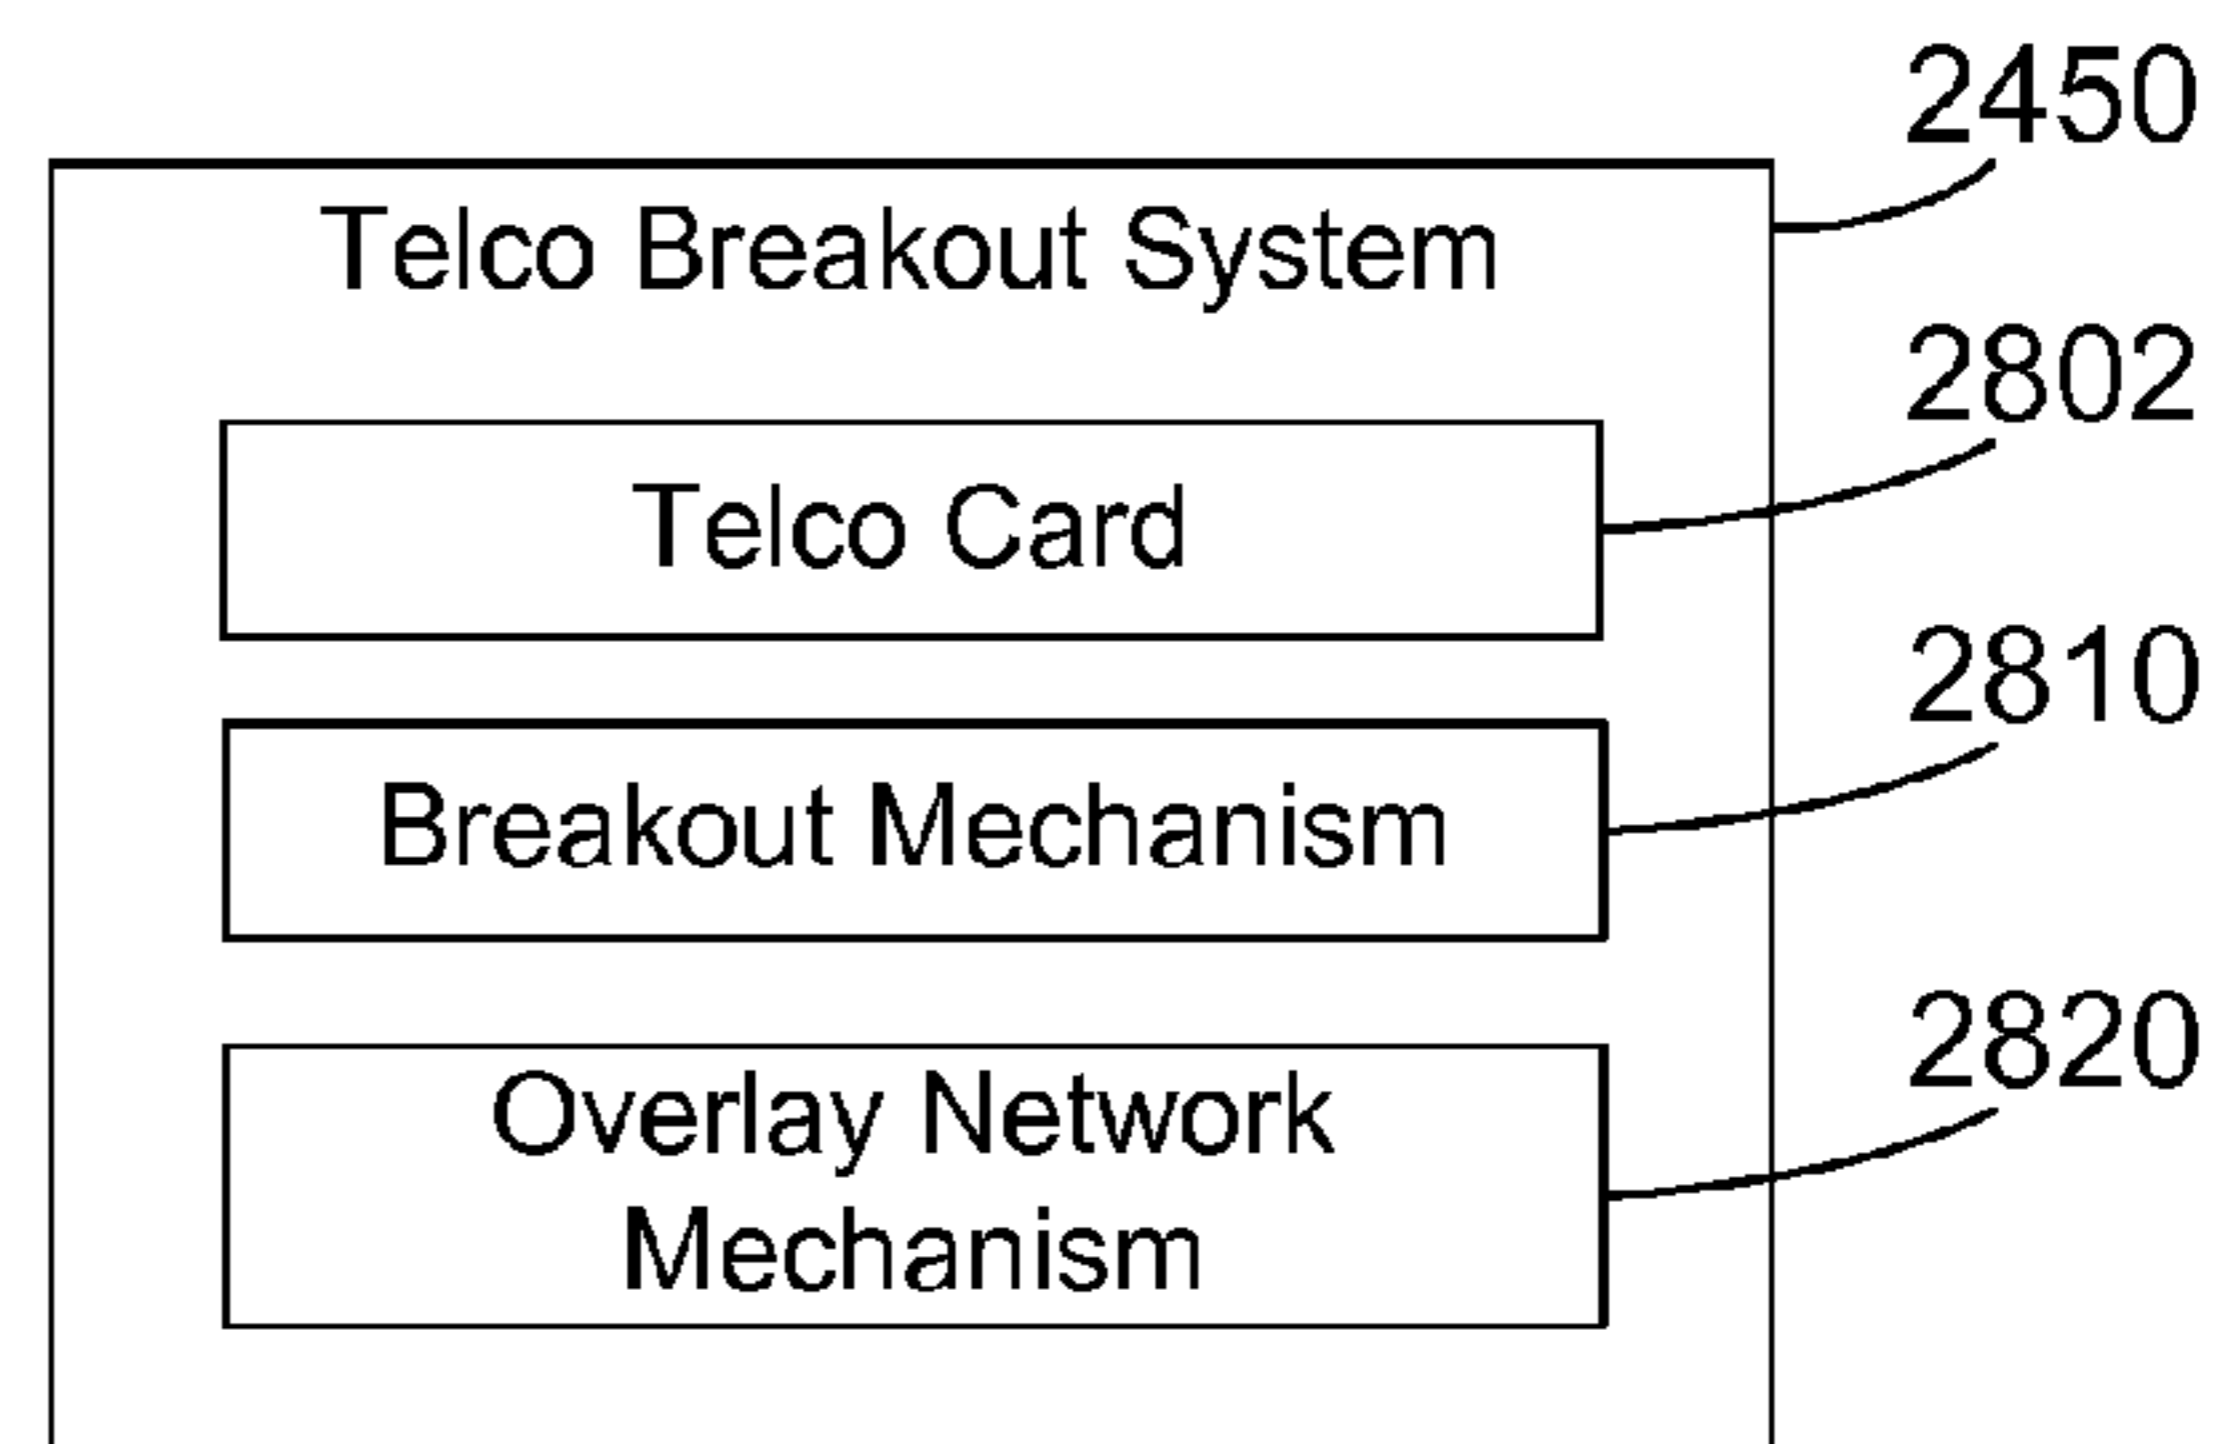 2450
Telco Breakout System
2802
Telco Card
2810
Breakout Mechanism
2820
Overlay Network
Mechanism